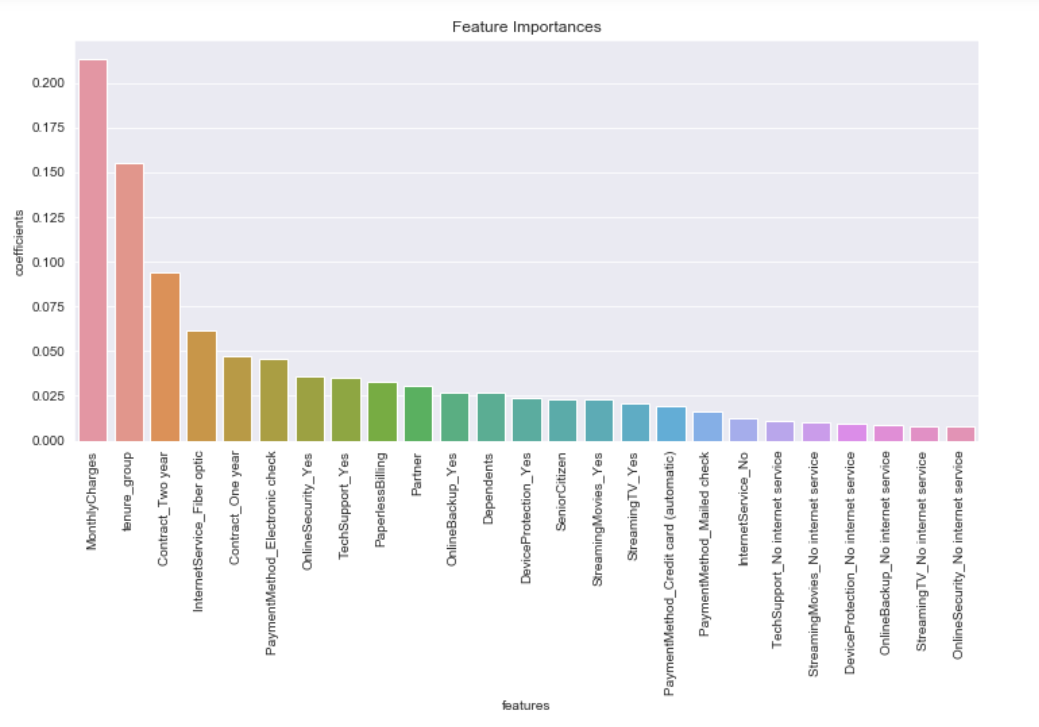 Feature Importances
coefficients
0.200
0.175
0.150
0.125
0.100
0.075
0.050
0.025
0.000
MonthlyCharges
tenure_group
Contract_Two year
InternetService_Fiber optic
Contract_One year
PaymentMethod_Electronic check
OnlineSecurity_Yes
TechSupport_Yes
PaperlessBilling
Partner
OnlineBackup_Yes
Dependents
DeviceProtection_Yes
SeniorCitizen
StreamingMovies_Yes
StreamingTV_Yes
PaymentMethod_Credit card (automatic)
PaymentMethod_Mailed check
InternetService_No
TechSupport_No internet service
StreamingMovies_No internet service
DeviceProtection_No internet service
OnlineBackup_No internet service
StreamingTV_No internet service
OnlineSecurity_No internet service
features